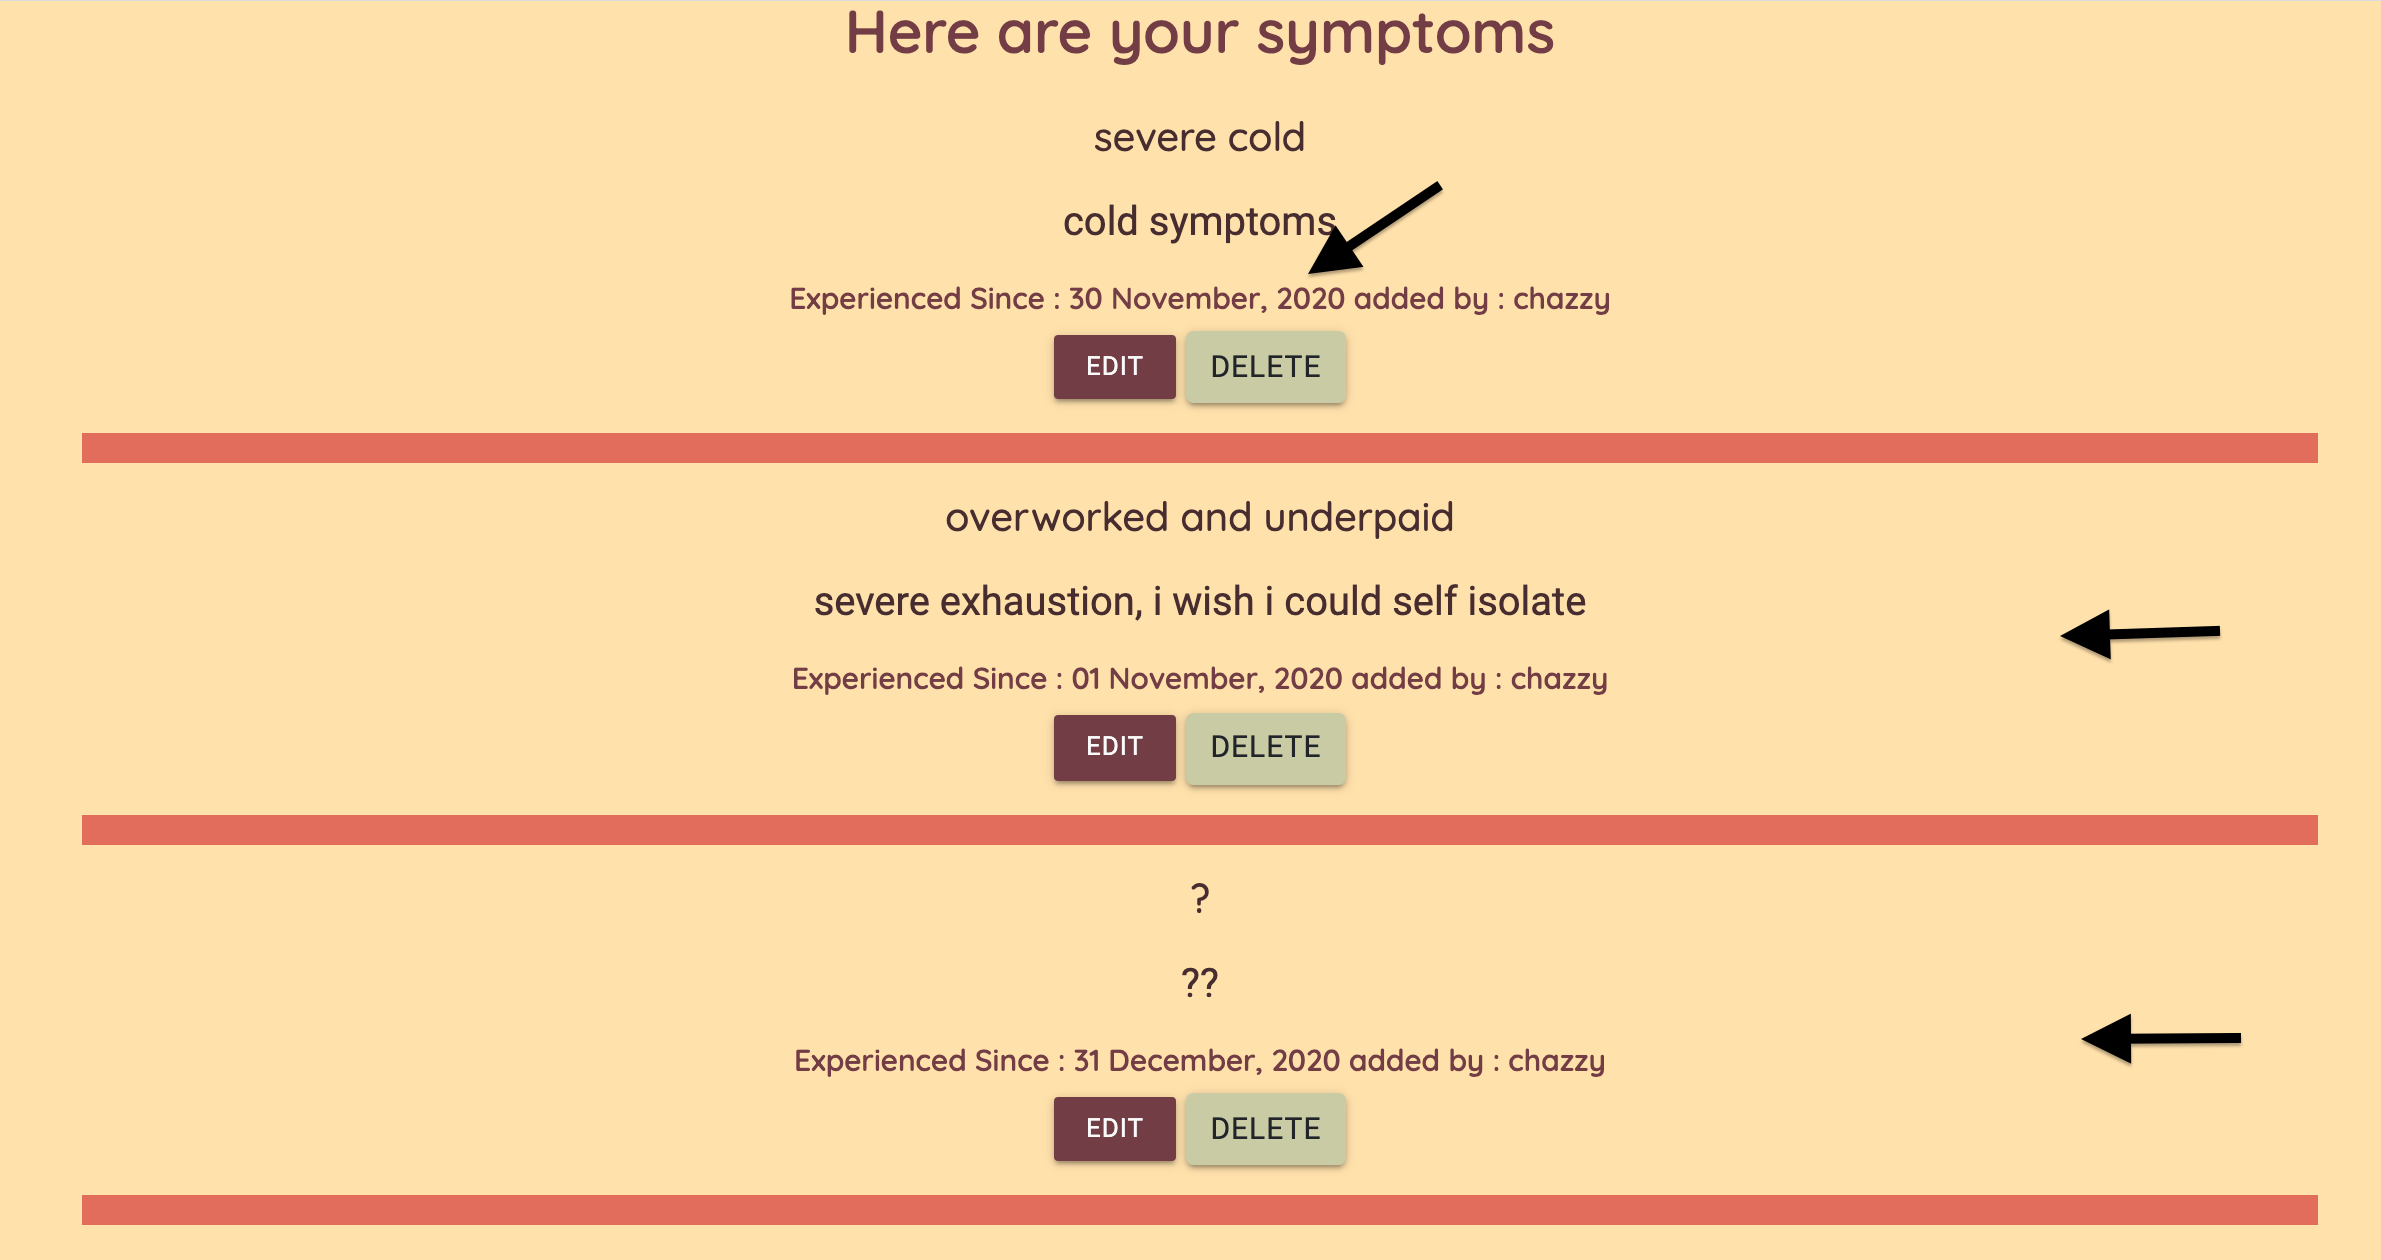 Here are your symptoms
severe cold
cold symptoms
Experienced Since : 30 November, 2020 added by : chazzy
EDIT DELETE
overworked and underpaid
severe exhaustion, i wish i could self isolate
Experienced Since : 01 November, 2020 added by : chazzy
EDIT DELETE
?
??
Experienced Since : 31 December, 2020 added by : chazzy
EDIT DELETE